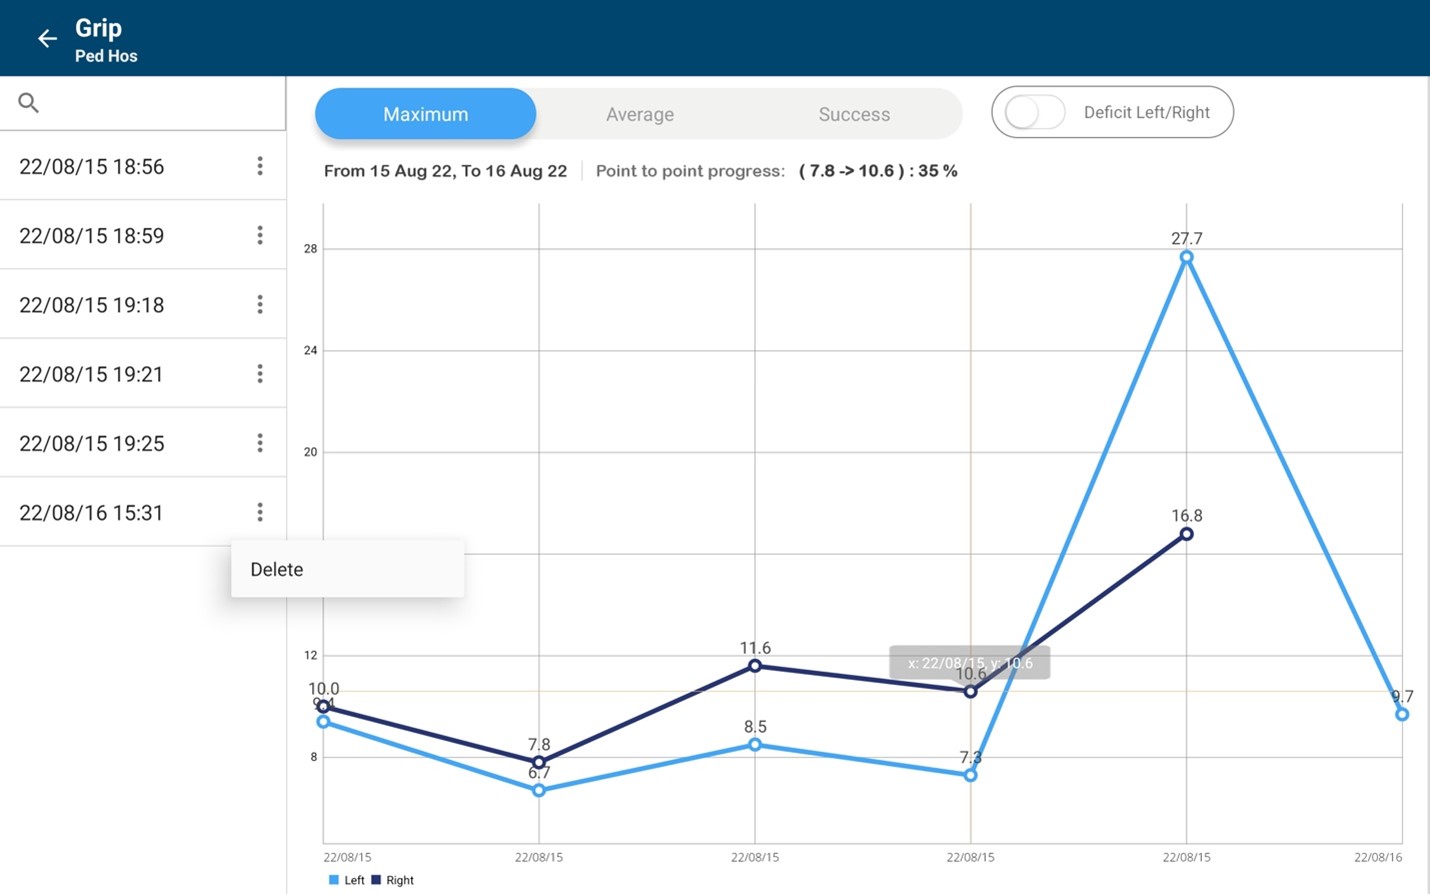 Grip
Ped Hos
Maximum
Average
Success
Deficit Left/Right
22/08/15 18:56
22/08/15 18:59
22/08/15 19:18
22/08/15 19:21
22/08/15 19:25
22/08/16 15:31
Delete
From 15 Aug 22, To 16 Aug 22
Point to point progress: ( 7.8 -> 10.6 ) : 35 %
28
24
20
12
8
27.7
16.8
11.6
x: 22/08/15, y: 10.6
10.6
10.0
9.4
9.7
8.5
7.8
7.3
6.7
22/08/15
22/08/15
22/08/15
22/08/15
22/08/15
22/08/16
Left
Right